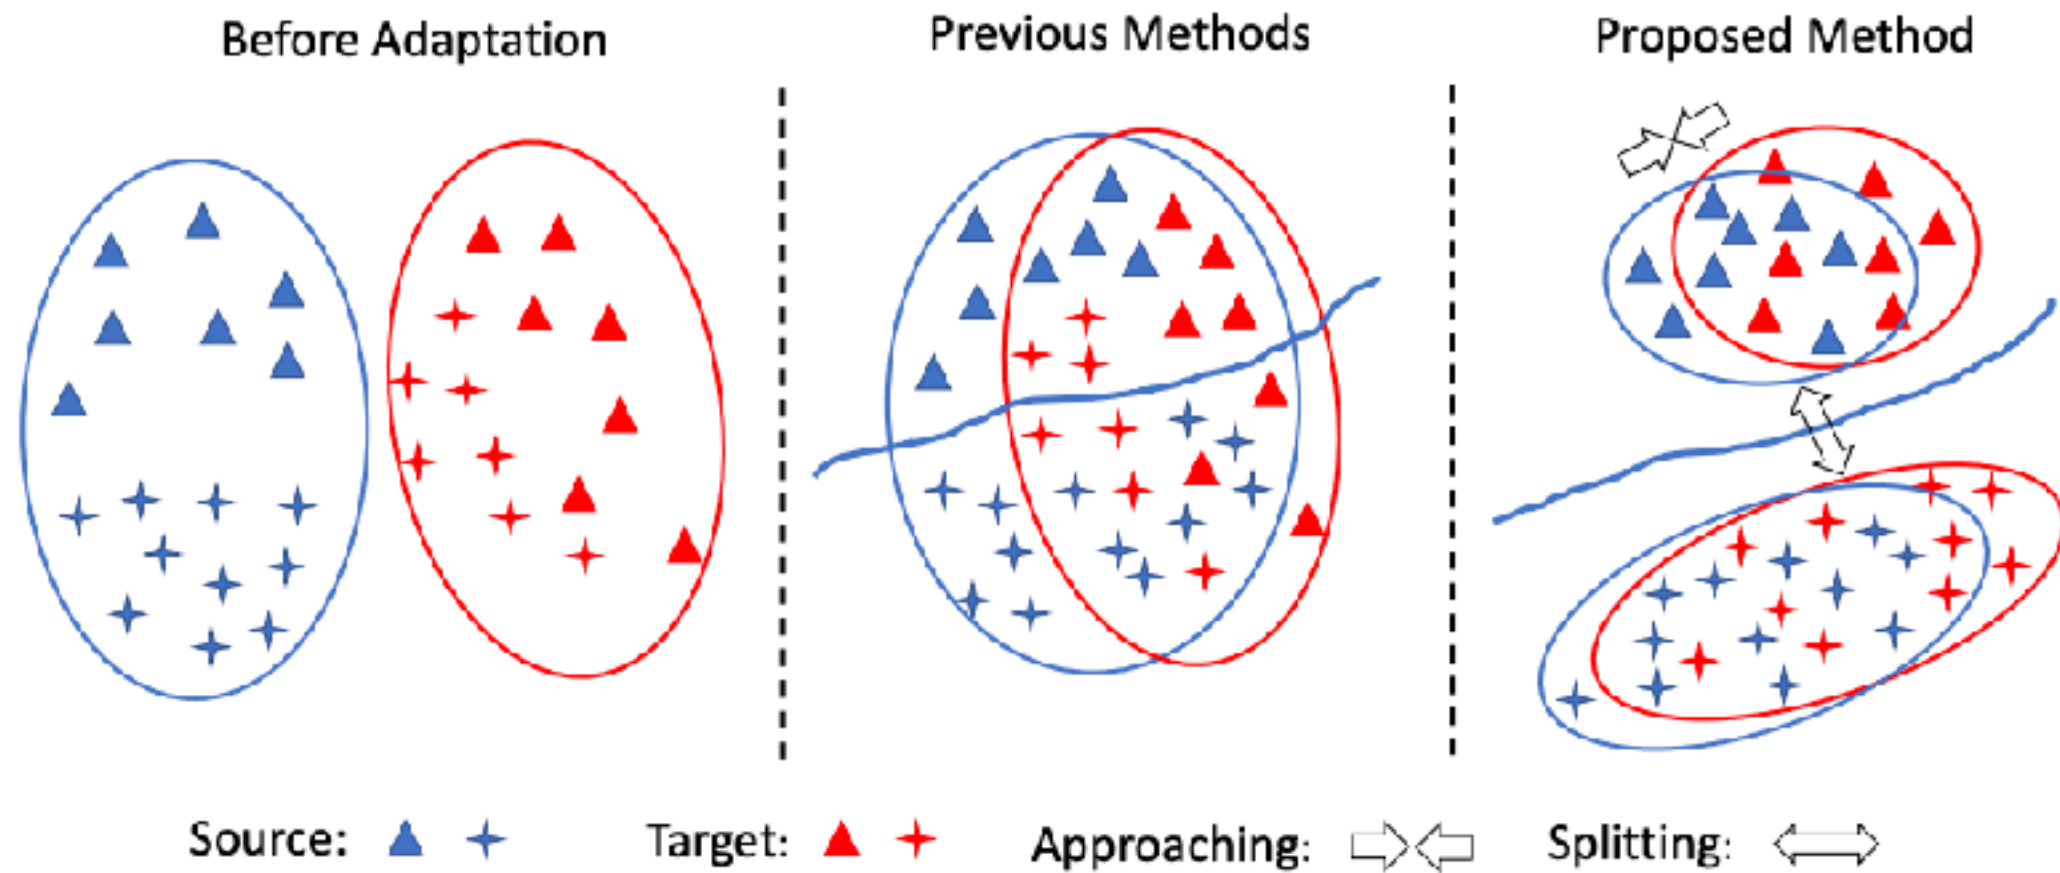 Before Adaptation
Previous Methods
Proposed Method
Source:
Target:
Approaching:
Splitting: